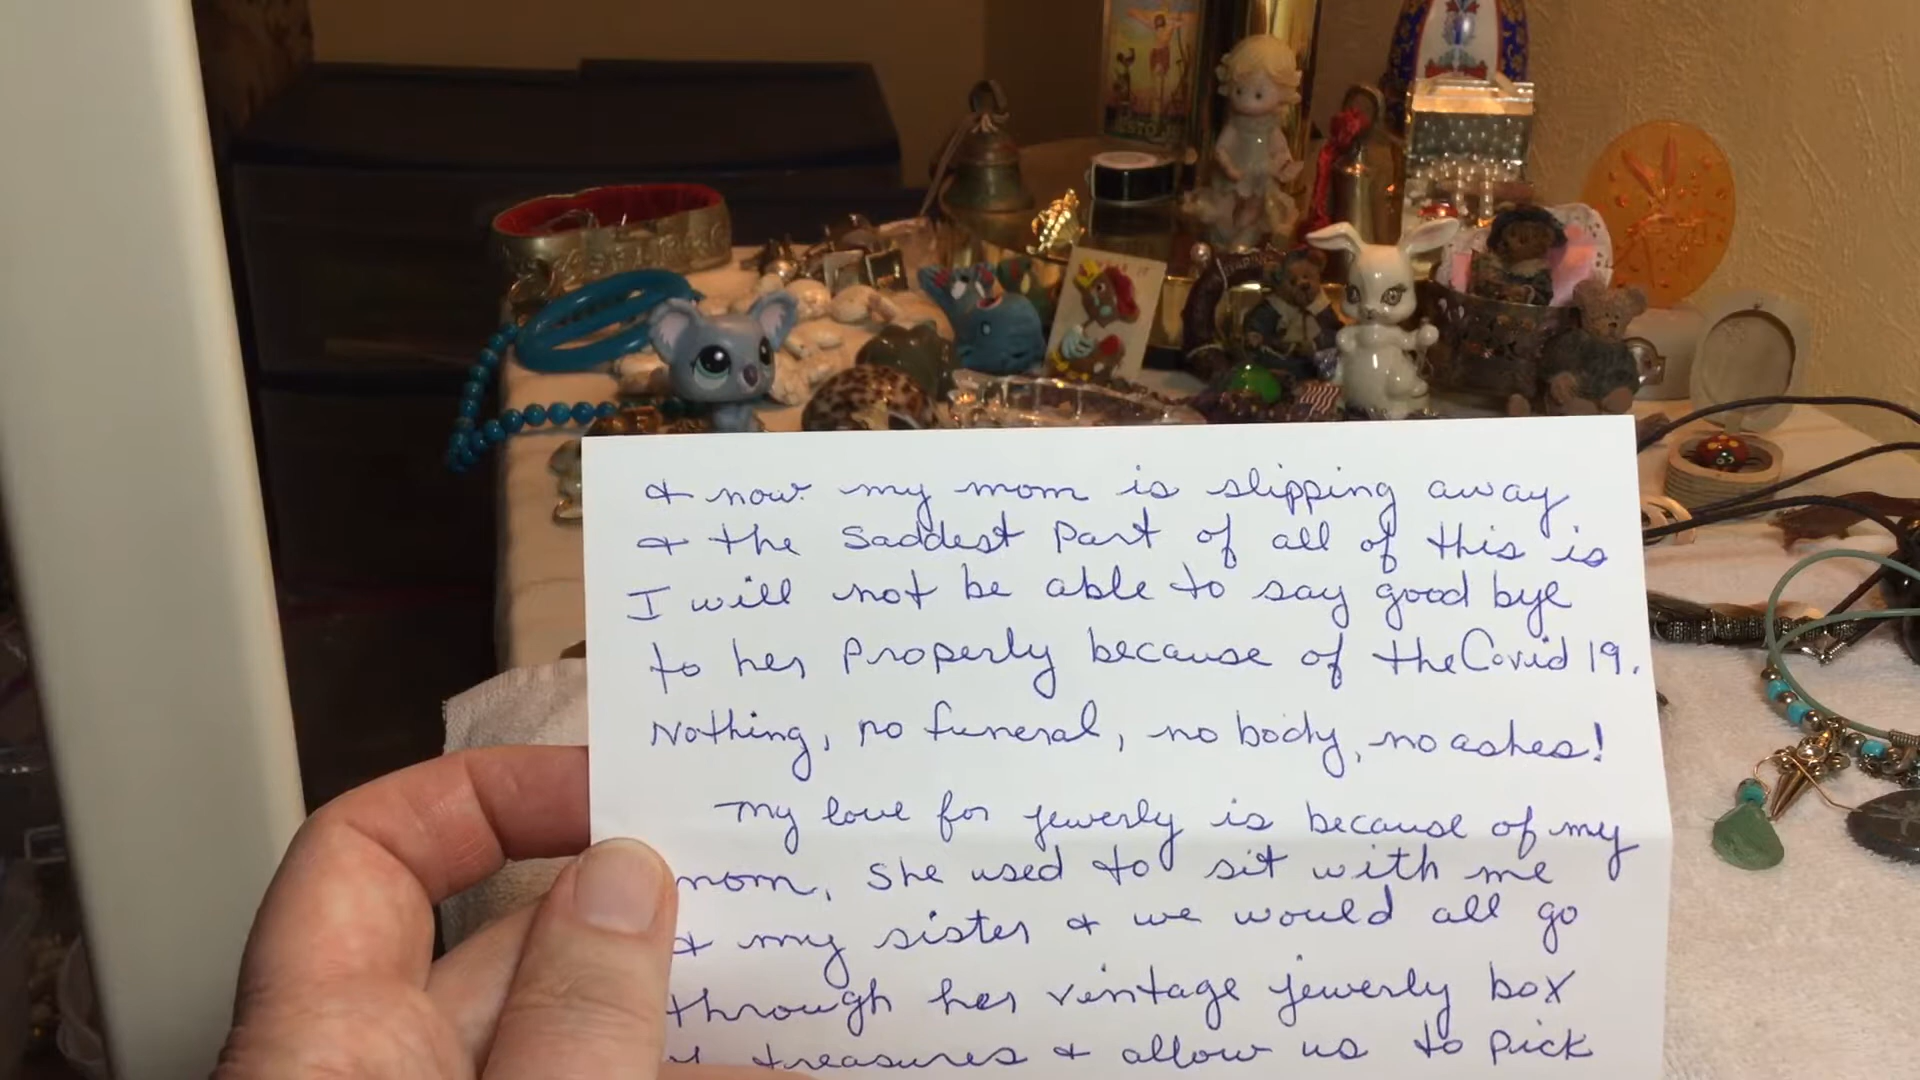 & now my mom is slipping away
& the saddest part of all of this is
I will not be able to say good bye
to her properly because of the Covid 19.
Nothing, no funeral, no body, no ashes!
My love for jewerly is because of my
mom, She used to sit with me
& my sister & we would all go
through her vintage jewerly box
treasures & allow us to pick